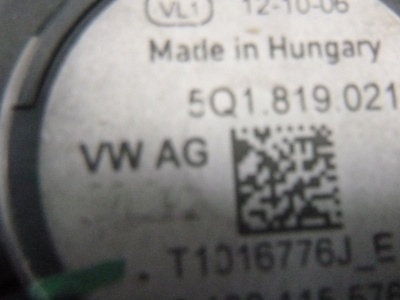 VL1 12-10-06
Made in Hungary
5Q1.819.021
VW AG
T1016776J_E